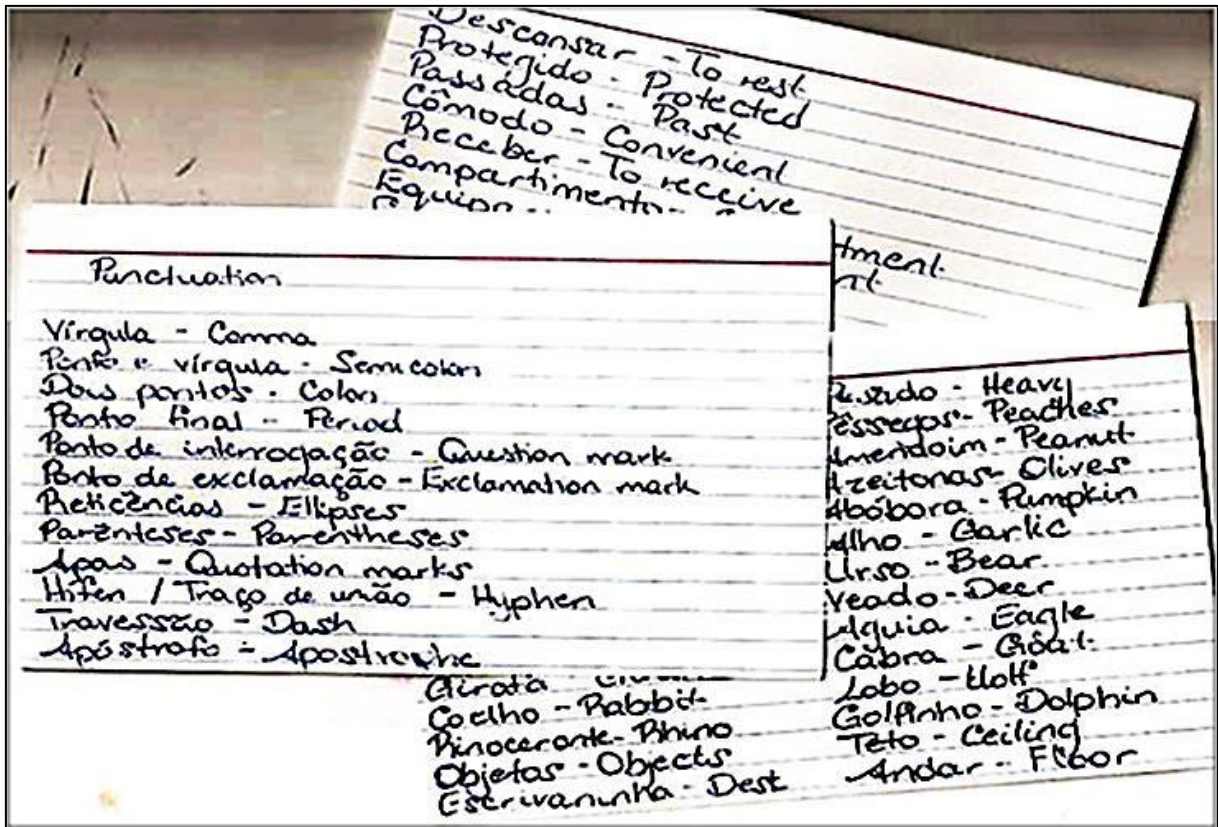 Descansar - To rest
Protegido - Protected
Passadas - Past
Cômodo - Convenient
Receber - To receive
Compartimento -
tment
Punctuation
Vírgula - Comma
Ponto e vírgula - Semicolon
Dois pontos - Colon
Ponto final - Period
Ponto de interrogação - Question mark
Ponto de exclamação - Exclamation mark
Reticências - Ellipses
Parênteses - Parentheses
Aspas - Quotation marks
Hífen / Traço de união - Hyphen
Travessão - Dash
Apóstrofo - Apostrophe
Heavy
Pêssegos - Peaches
Amendoim - Peanut
Azeitonas - Olives
Abóbora - Pumpkin
Alho - Garlic
Urso - Bear
Veado - Deer
Águia - Eagle
Cabra - Goat
Lobo - Wolf
Golfinho - Dolphin
Teto - Ceiling
Andar - Floor
Girafa -
Coelho - Rabbit
Rinoceronte - Rhino
Objetos - Objects
Escrivaninha - Desk